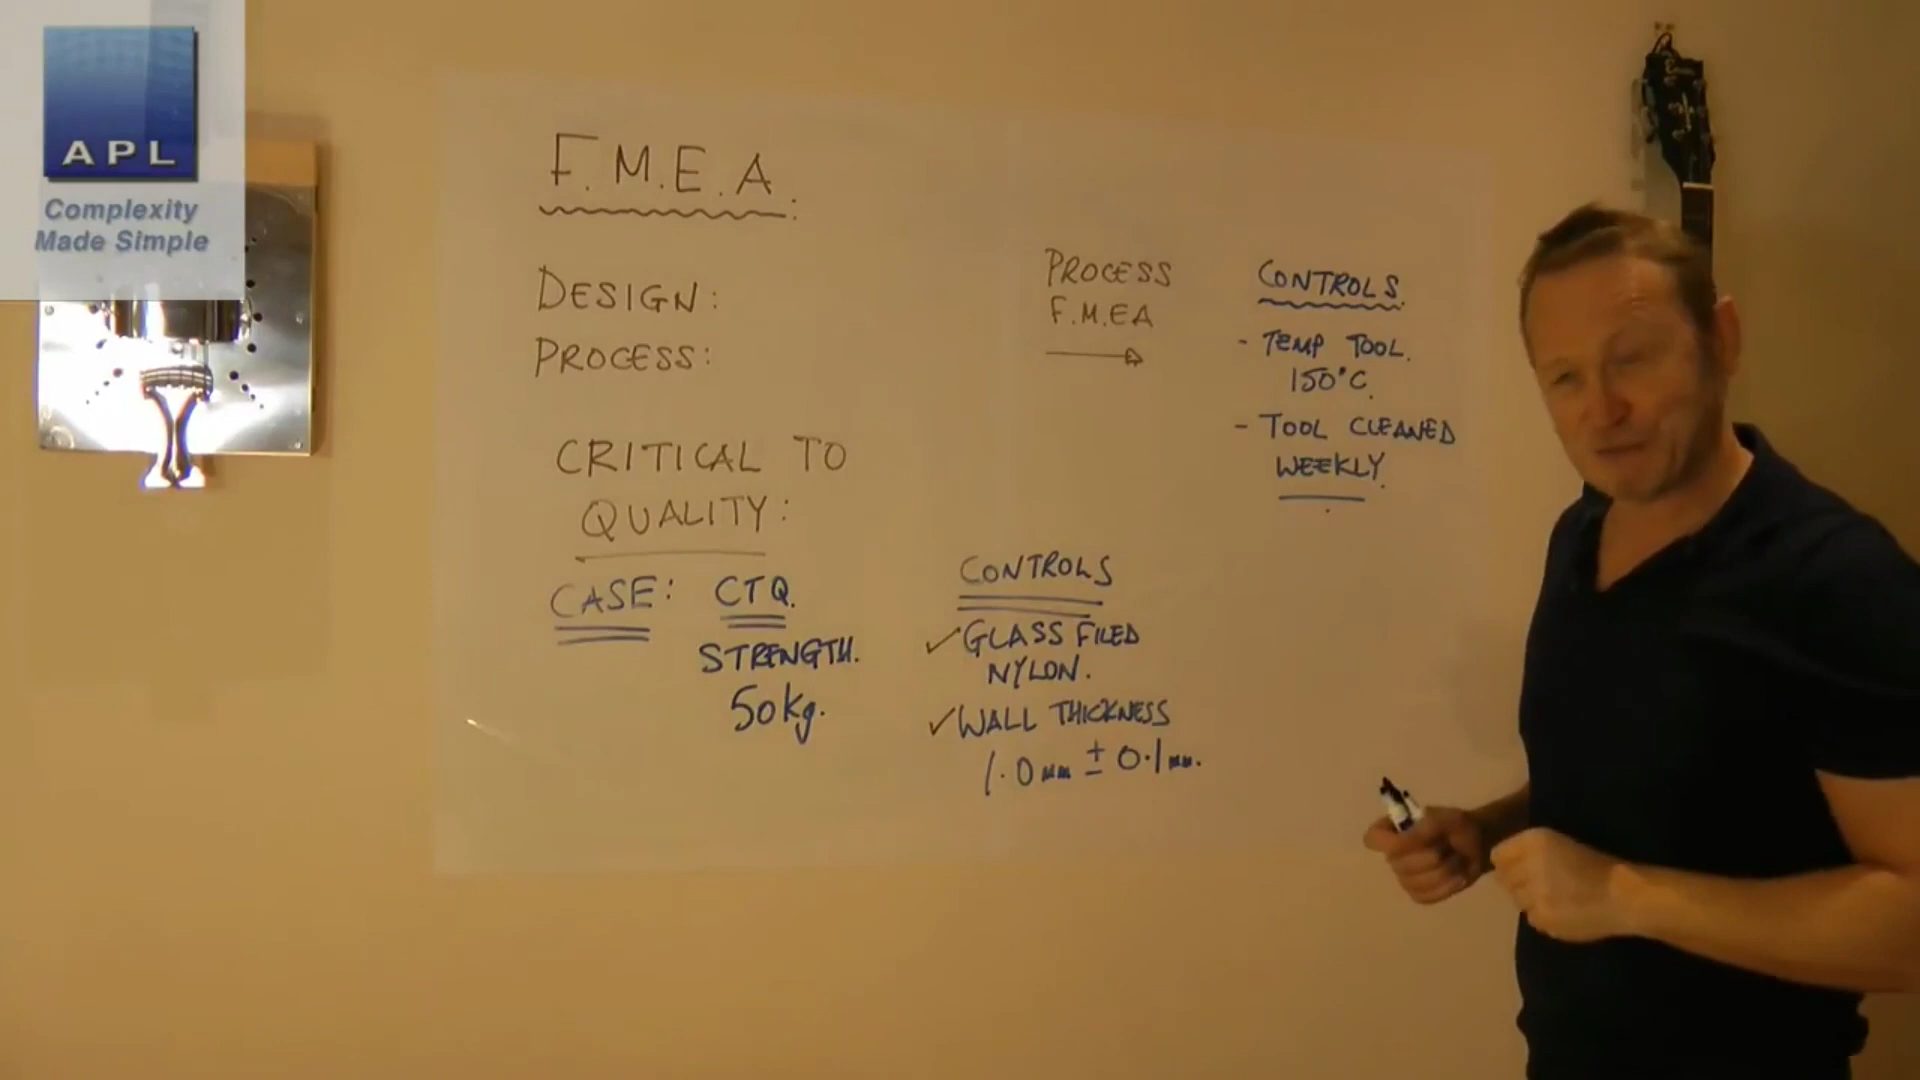 APL
Complexity
Made Simple
F.M.E.A.:
DESIGN:
PROCESS:
CRITICAL TO
QUALITY:
CASE: CTQ.
STRENGTH.
50kg.
CONTROLS
✓ GLASS FILED
NYLON.
✓ WALL THICKNESS
1.0mm ± 0.1mm.
PROCESS
F.M.EA
CONTROLS.
- TEMP TOOL.
150°C.
- TOOL CLEANED
WEEKLY.